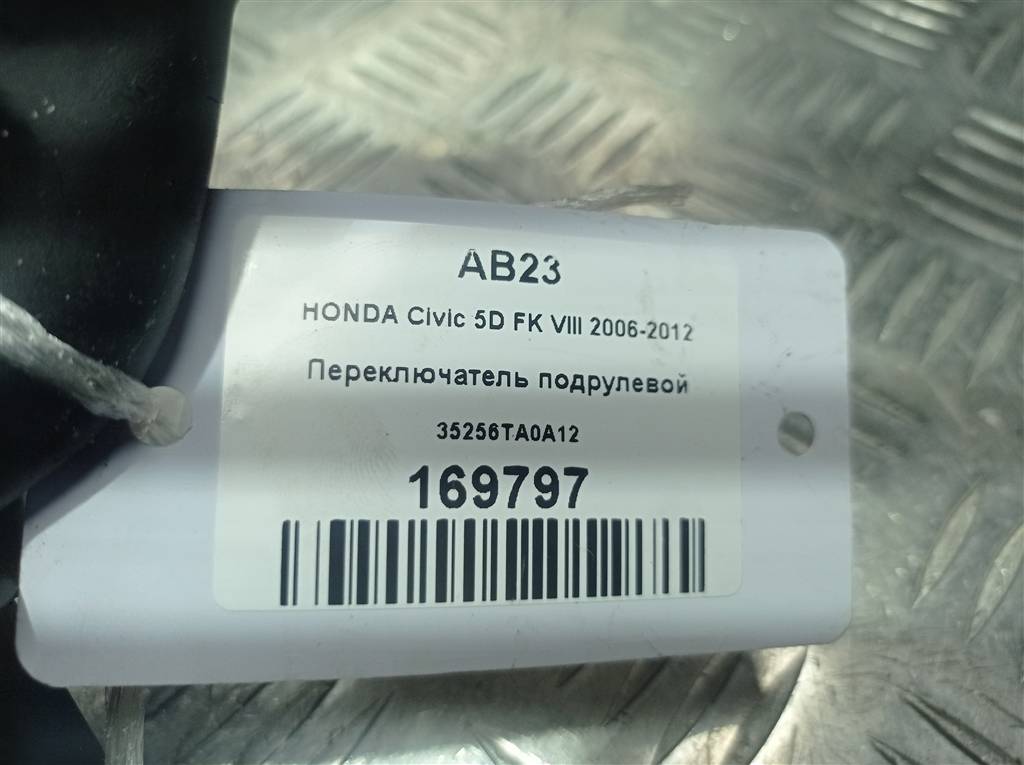 AB23
HONDA Civic 5D FK VIII 2006-2012
Переключатель подрулевой
35256TA0A12
169797